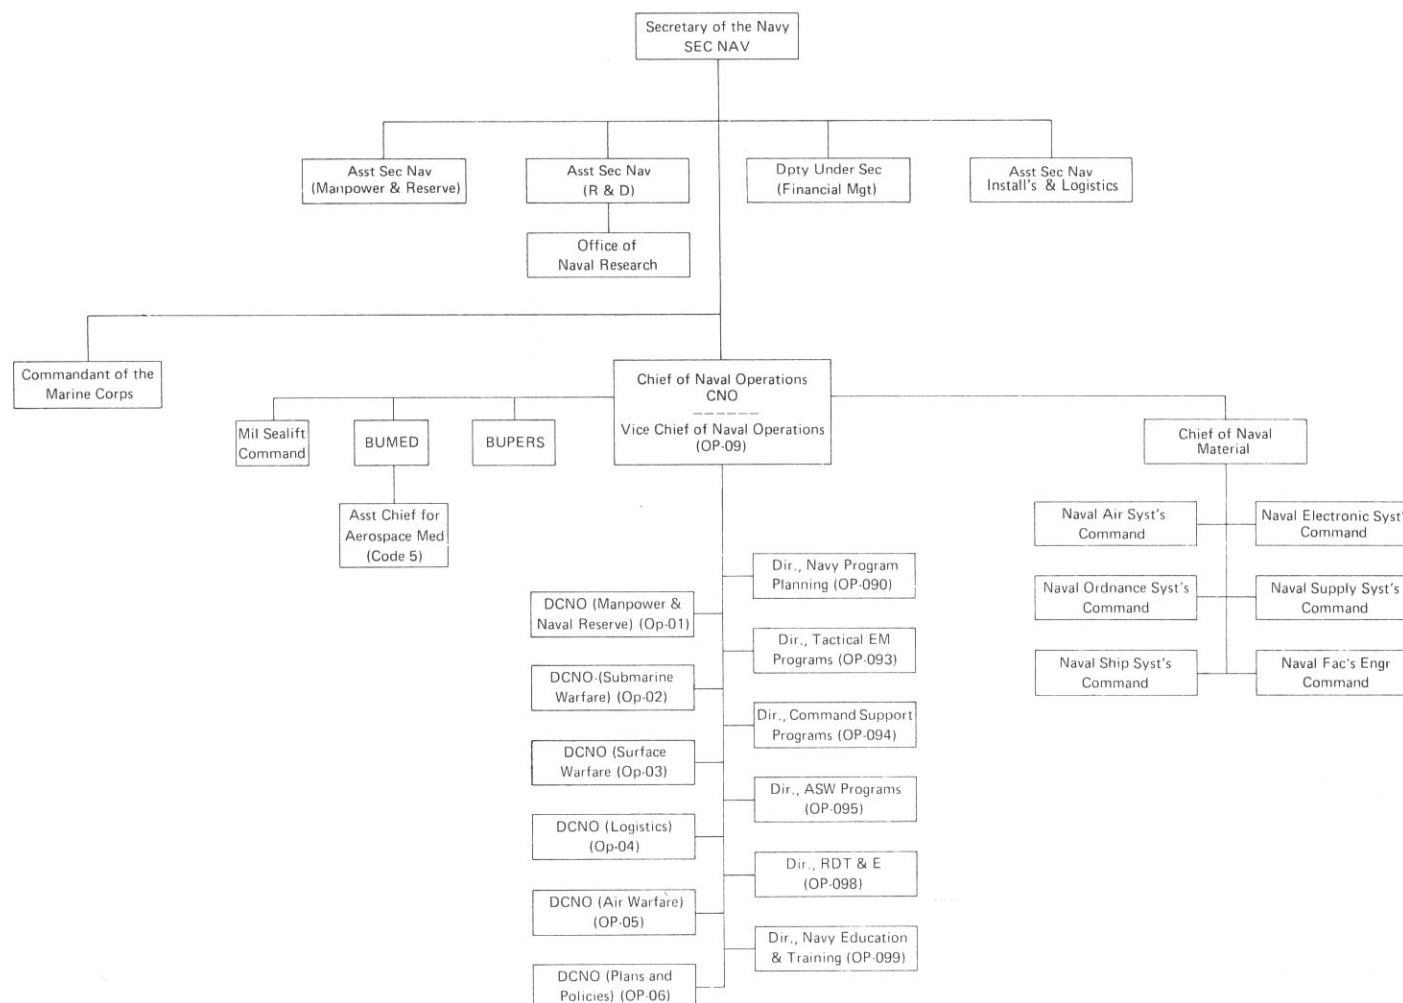 Secretary of the Navy
SEC NAV
Asst Sec Nav
(Manpower & Reserve)
Asst Sec Nav
(R & D)
Dpty Under Sec
(Financial Mgt)
Asst Sec Nav
Install's & Logistics
Office of
Naval Research
Commandant of the
Marine Corps
Chief of Naval Operations
CNO
Vice Chief of Naval Operations
(OP-09)
Mil Sealift
Command
BUMED
BUPERS
Chief of Naval
Material
Asst Chief for
Aerospace Med
(Code 5)
Naval Air Syst's
Command
Naval Electronic Syst'
Command
Naval Ordnance Syst's
Command
Naval Supply Syst's
Command
Naval Ship Syst's
Command
Naval Fac's Engr
Command
Dir., Navy Program
Planning (OP-090)
DCNO (Manpower &
Naval Reserve) (Op-01)
Dir., Tactical EM
Programs (OP-093)
DCNO (Submarine
Warfare) (Op-02)
Dir., Command Support
Programs (OP-094)
DCNO (Surface
Warfare (Op-03)
Dir., ASW Programs
(OP-095)
DCNO (Logistics)
(Op-04)
Dir., RDT & E
(OP-098)
DCNO (Air Warfare)
(OP-05)
Dir., Navy Education
& Training (OP-099)
DCNO (Plans and
Policies) (OP-06)